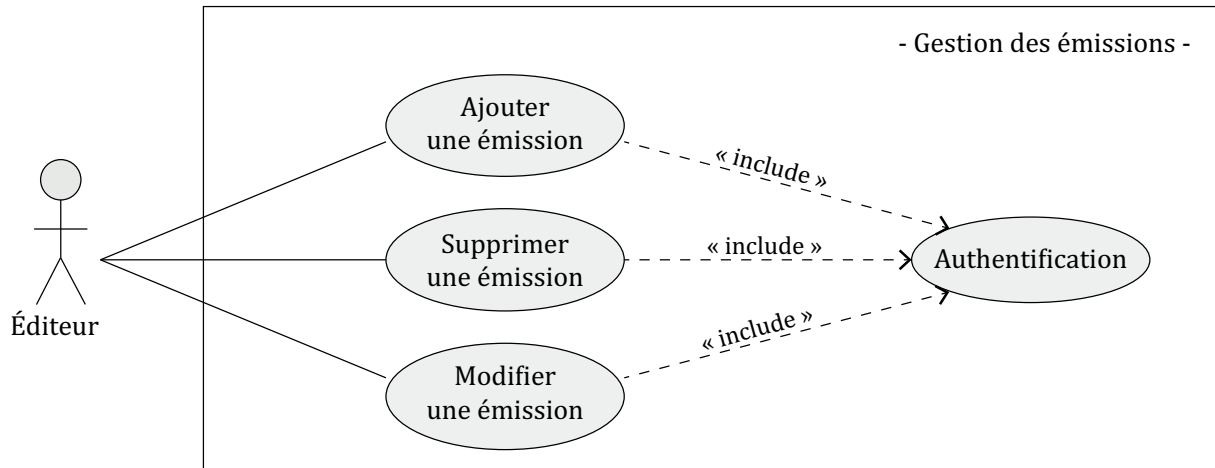 - Gestion des émissions -
Ajouter
une émission
« include »
Supprimer
une émission
« include »
Authentification
Éditeur
« include »
Modifier
une émission